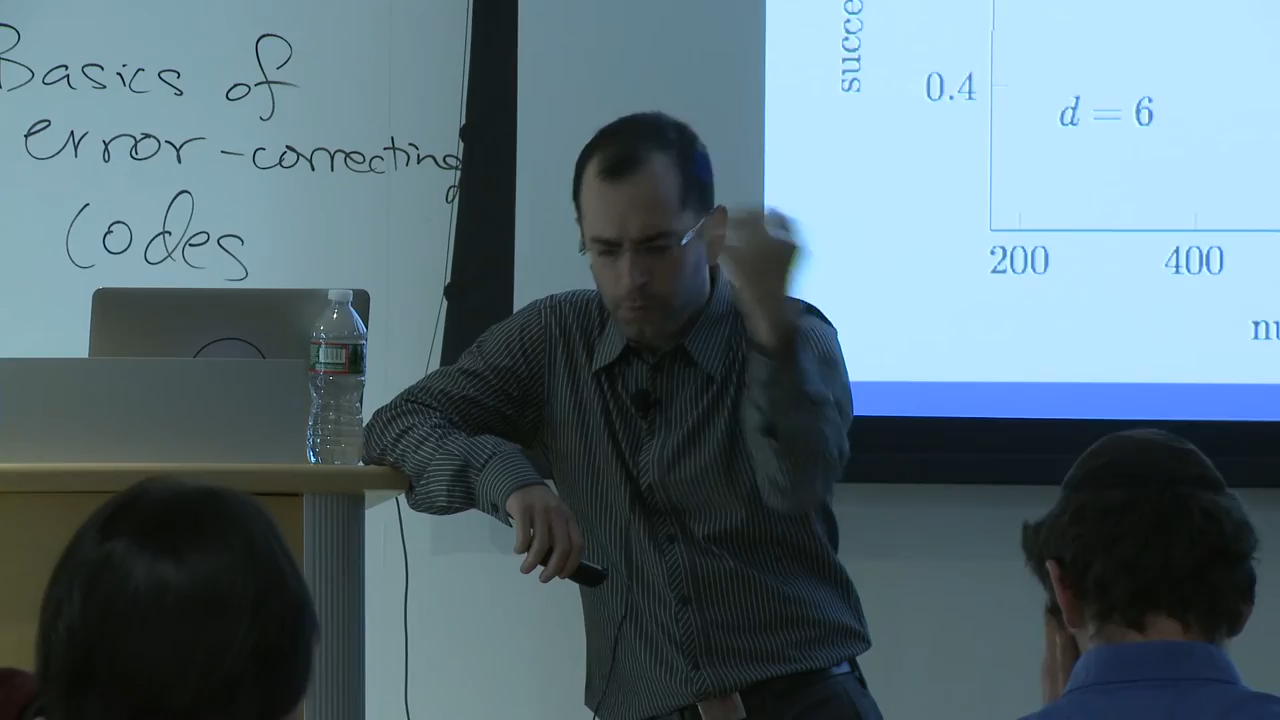 Basics of
error-correcting
codes
0.4
d = 6
200 400